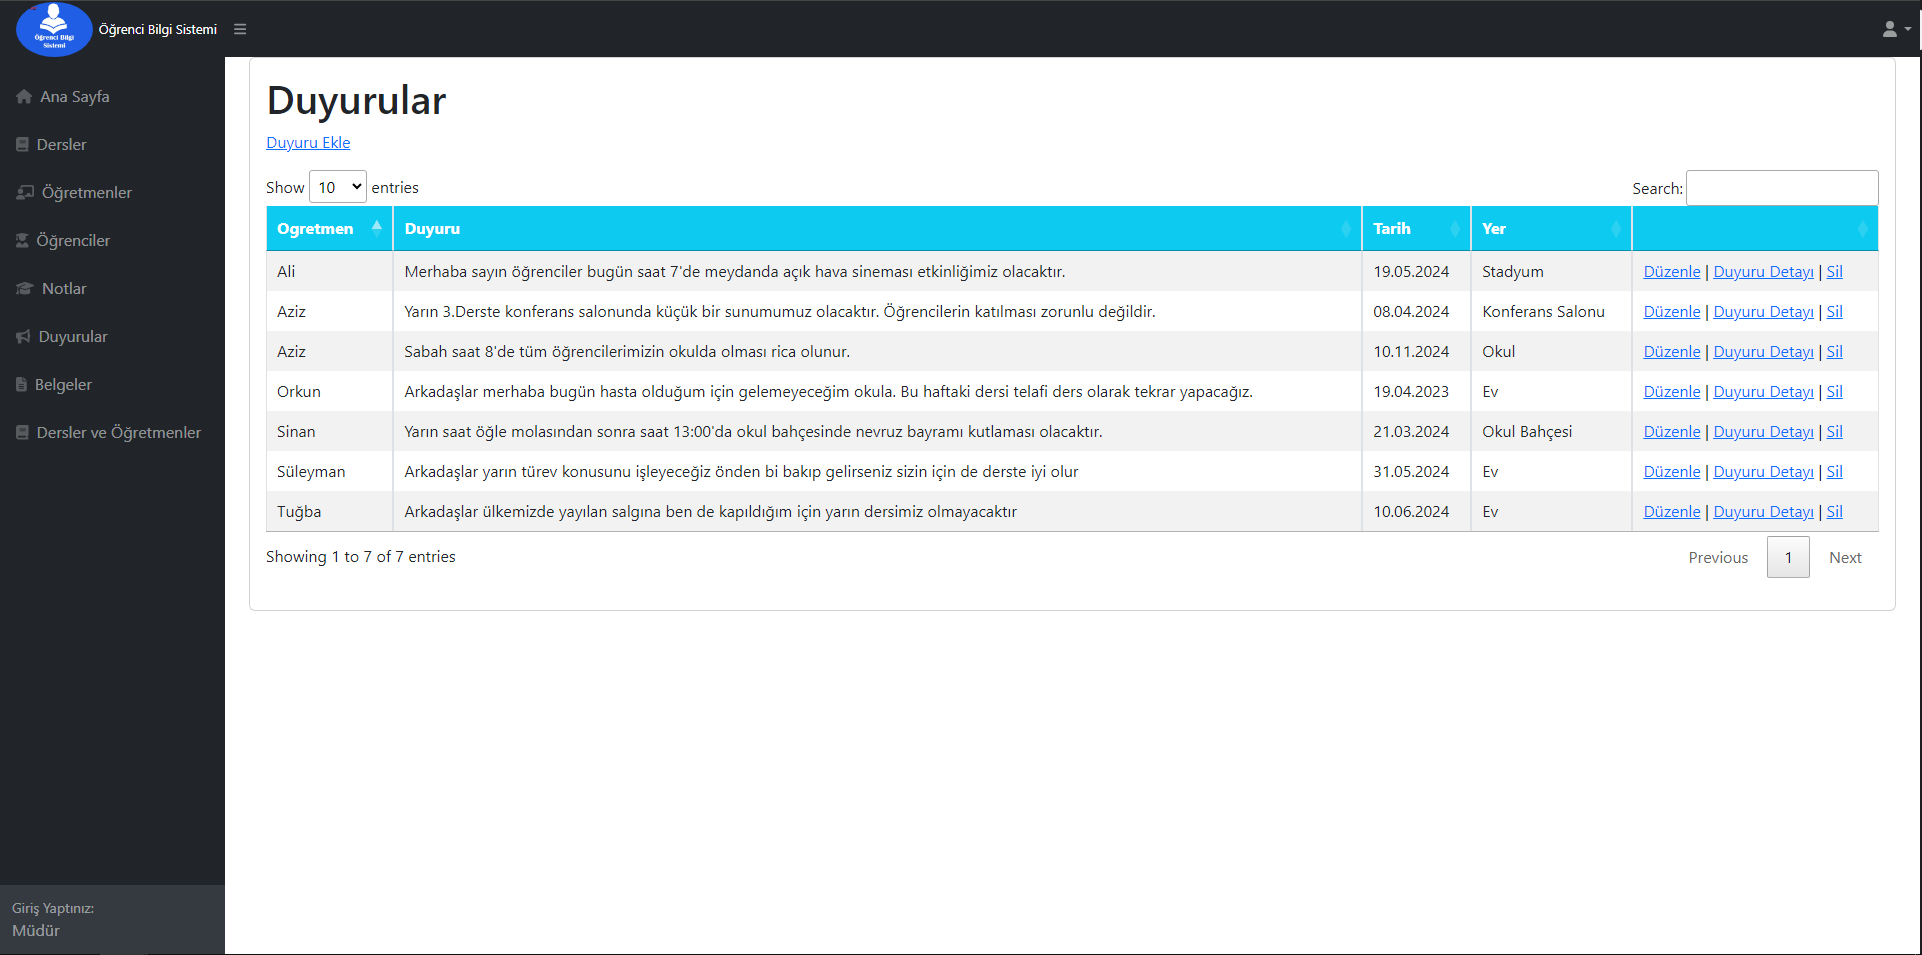 Öğrenci Bilgi
Sistemi
Öğrenci Bilgi Sistemi
Ana Sayfa
Dersler
Öğretmenler
Öğrenciler
Notlar
Duyurular
Belgeler
Dersler ve Öğretmenler
Giriş Yaptınız:
Müdür
Duyurular
Duyuru Ekle
Show 10 entries Search:
Ogretmen Duyuru Tarih Yer
Ali Merhaba sayın öğrenciler bugün saat 7'de meydanda açık hava sineması etkinliğimiz olacaktır. 19.05.2024 Stadyum Düzenle | Duyuru Detayı | Sil
Aziz Yarın 3.Derste konferans salonunda küçük bir sunumumuz olacaktır. Öğrencilerin katılması zorunlu değildir. 08.04.2024 Konferans Salonu Düzenle | Duyuru Detayı | Sil
Aziz Sabah saat 8'de tüm öğrencilerimizin okulda olması rica olunur. 10.11.2024 Okul Düzenle | Duyuru Detayı | Sil
Orkun Arkadaşlar merhaba bugün hasta olduğum için gelemeyeceğim okula. Bu haftaki dersi telafi ders olarak tekrar yapacağız. 19.04.2023 Ev Düzenle | Duyuru Detayı | Sil
Sinan Yarın saat öğle molasından sonra saat 13:00'da okul bahçesinde nevruz bayramı kutlaması olacaktır. 21.03.2024 Okul Bahçesi Düzenle | Duyuru Detayı | Sil
Süleyman Arkadaşlar yarın türev konusunu işleyeceğiz önden bi bakıp gelirseniz sizin için de derste iyi olur 31.05.2024 Ev Düzenle | Duyuru Detayı | Sil
Tuğba Arkadaşlar ülkemizde yayılan salgına ben de kapıldığım için yarın dersimiz olmayacaktır 10.06.2024 Ev Düzenle | Duyuru Detayı | Sil
Showing 1 to 7 of 7 entries Previous 1 Next